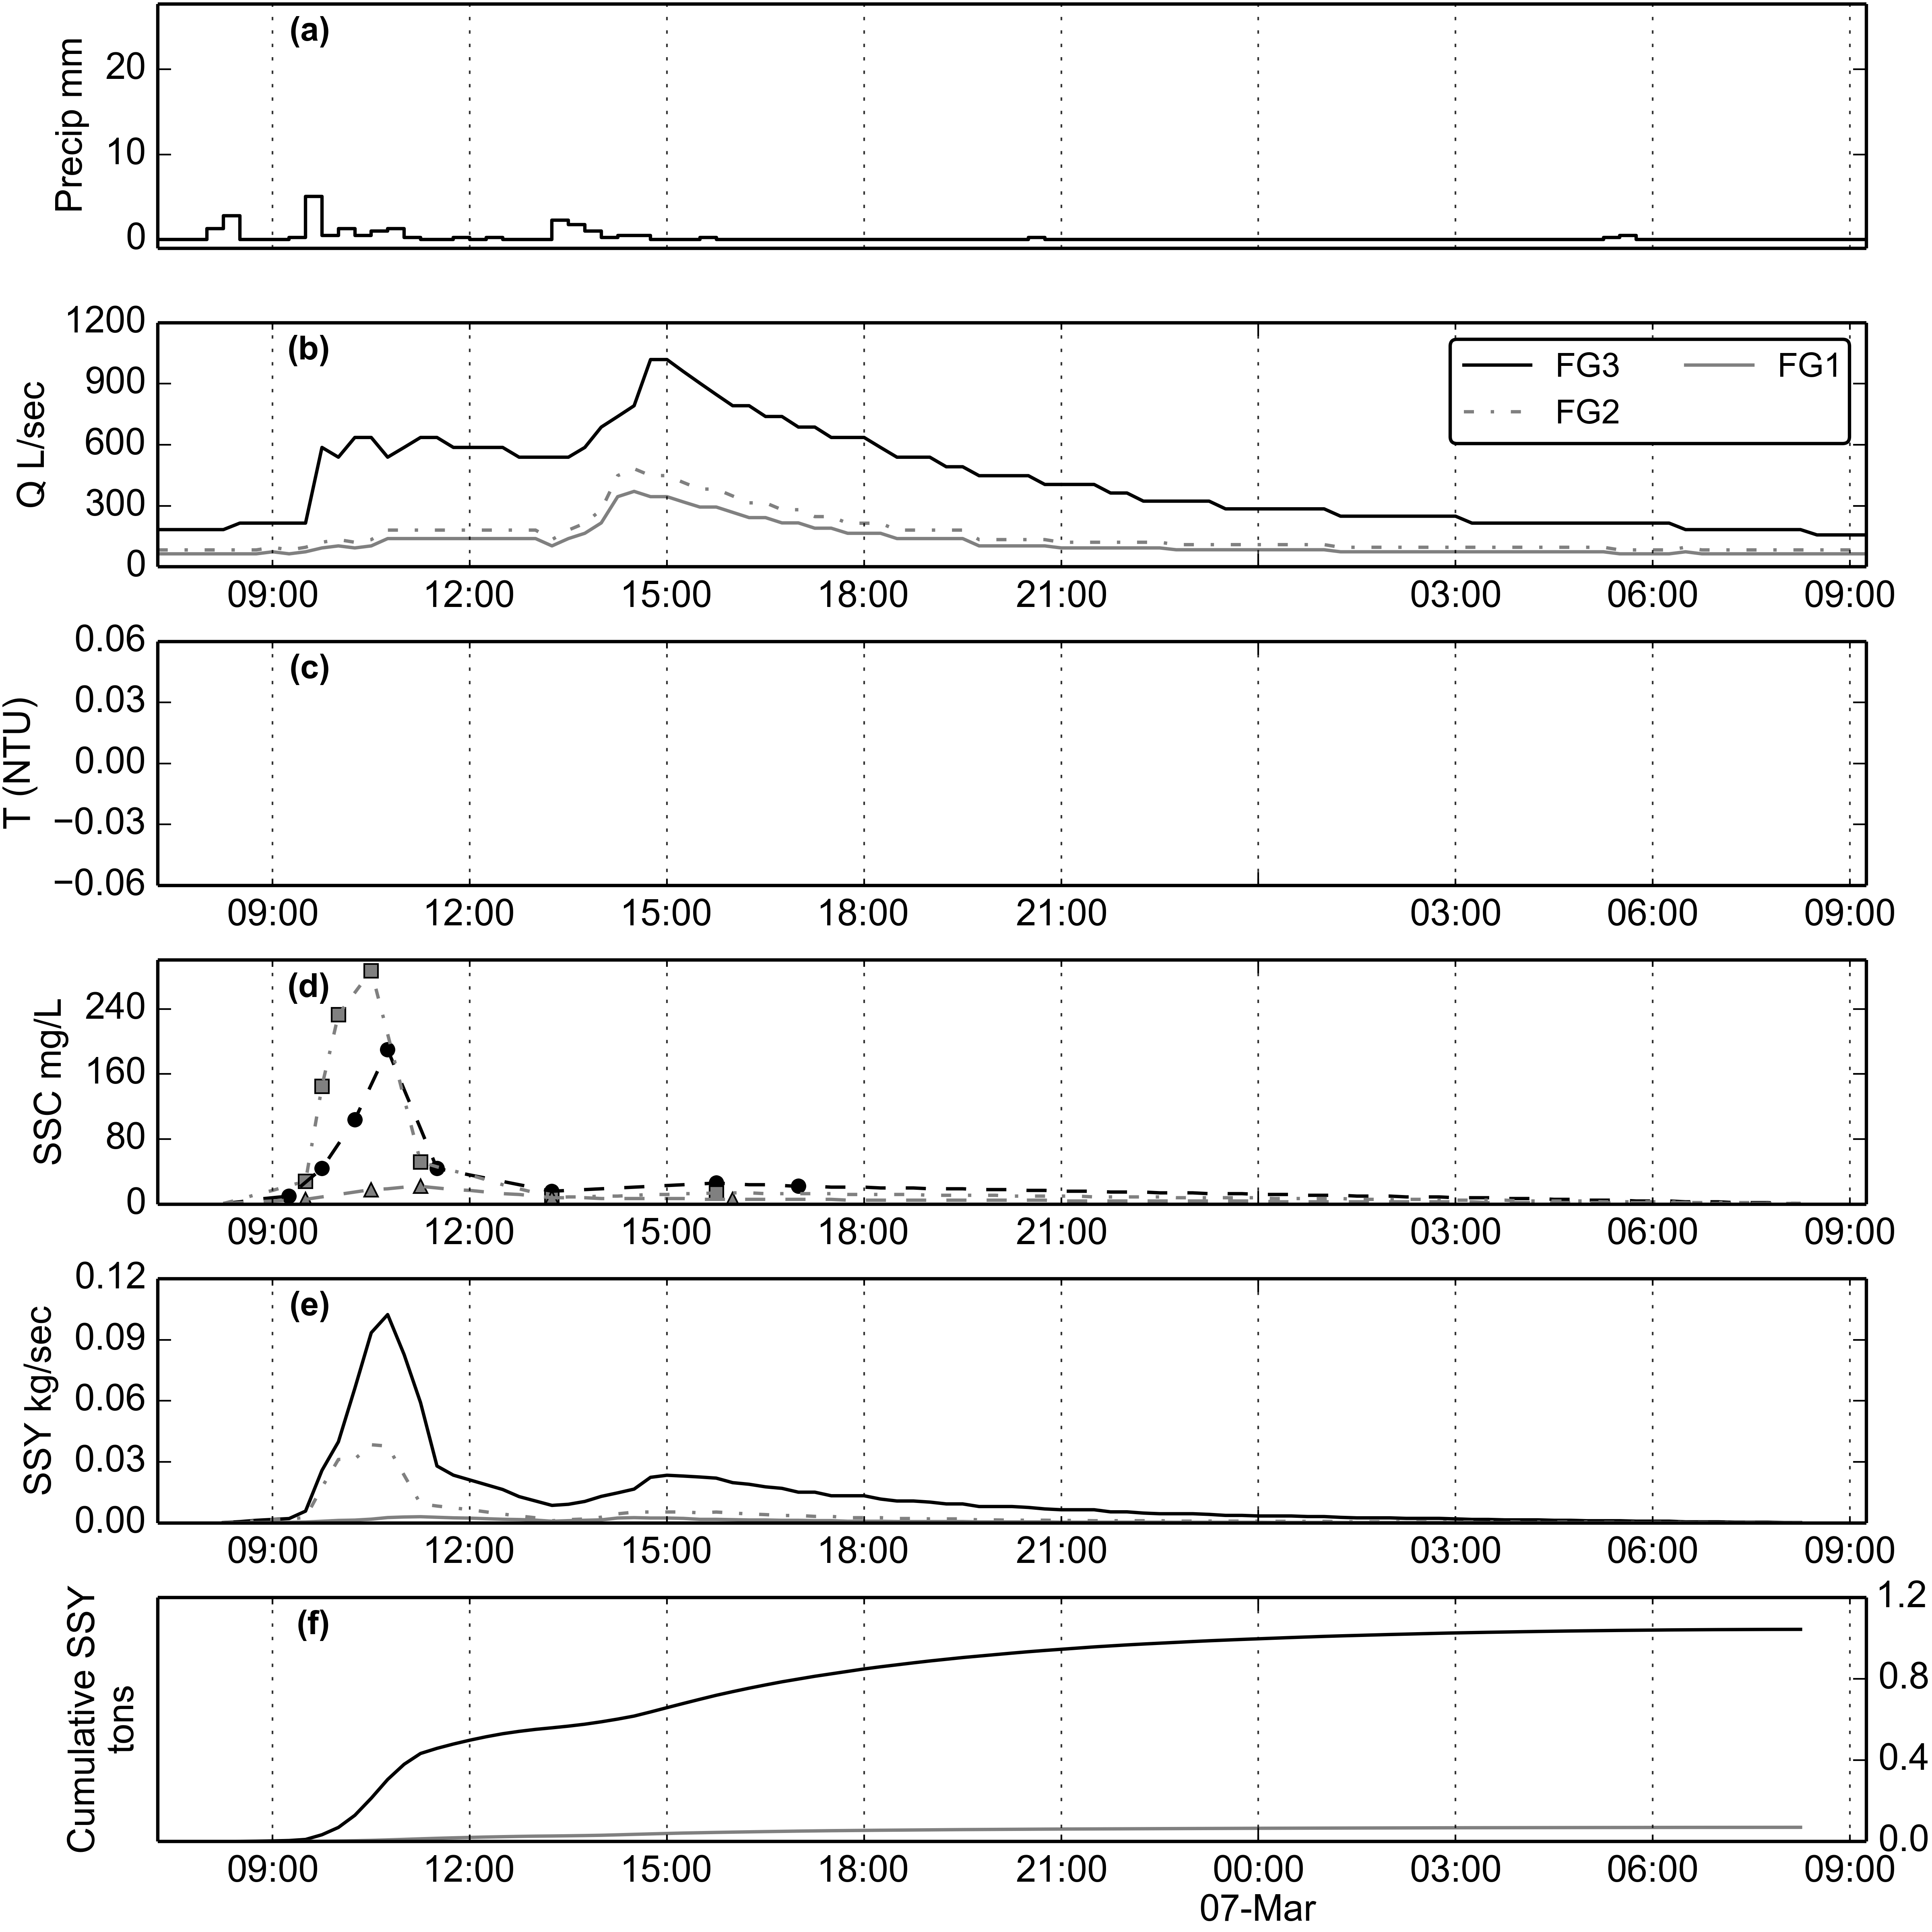 (a)
Precip mm
20
10
0
(b)
Q L/sec
1200
900
600
300
0
FG3 FG1
FG2
09:00 12:00 15:00 18:00 21:00 03:00 06:00 09:00
(c)
T (NTU)
0.06
0.03
0.00
−0.03
−0.06
09:00 12:00 15:00 18:00 21:00 03:00 06:00 09:00
(d)
SSC mg/L
240
160
80
0
09:00 12:00 15:00 18:00 21:00 03:00 06:00 09:00
(e)
SSY kg/sec
0.12
0.09
0.06
0.03
0.00
09:00 12:00 15:00 18:00 21:00 03:00 06:00 09:00
(f)
Cumulative SSY
tons
1.2
0.8
0.4
0.0
09:00 12:00 15:00 18:00 21:00 00:00 03:00 06:00 09:00
07-Mar